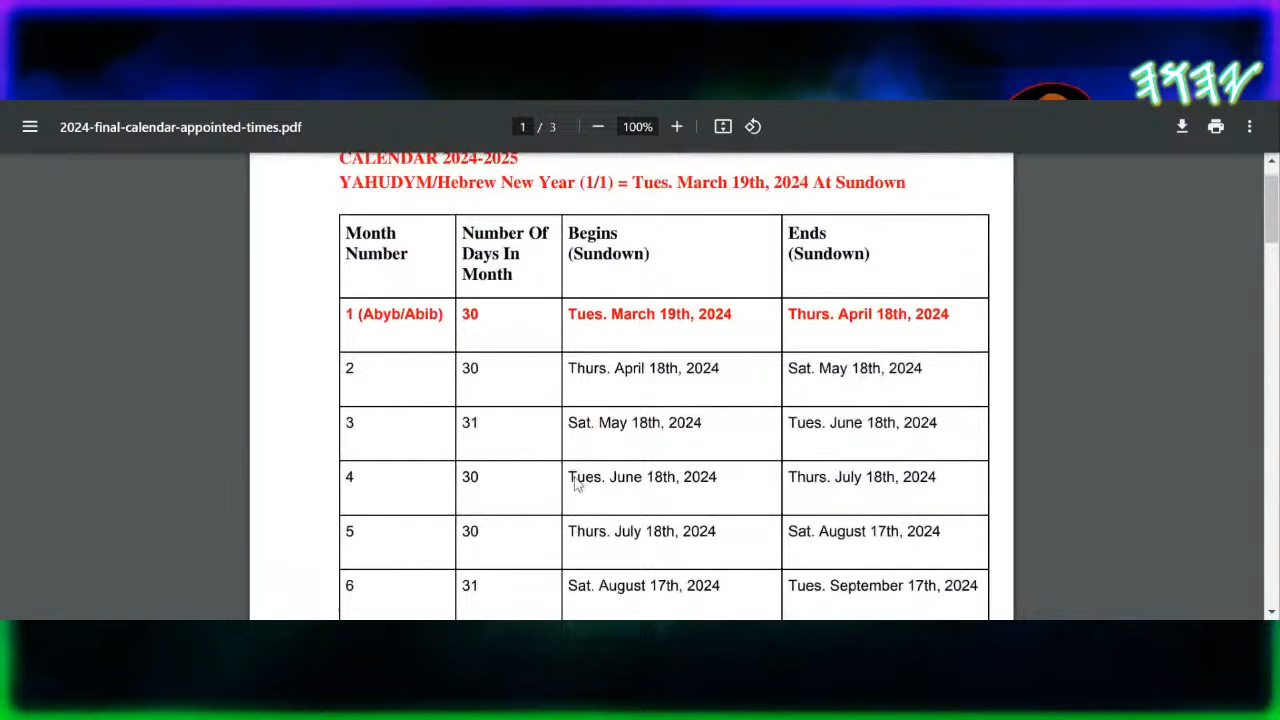 𐤉𐤄𐤅𐤄
2024-final-calendar-appointed-times.pdf
1 / 3
100%
CALENDAR 2024-2025
YAHUDYM/Hebrew New Year (1/1) = Tues. March 19th, 2024 At Sundown
Month Number | Number Of Days In Month | Begins (Sundown) | Ends (Sundown)
1 (Abyb/Abib) 30 Tues. March 19th, 2024 Thurs. April 18th, 2024
2 30 Thurs. April 18th, 2024 Sat. May 18th, 2024
3 31 Sat. May 18th, 2024 Tues. June 18th, 2024
4 30 Tues. June 18th, 2024 Thurs. July 18th, 2024
5 30 Thurs. July 18th, 2024 Sat. August 17th, 2024
6 31 Sat. August 17th, 2024 Tues. September 17th, 2024